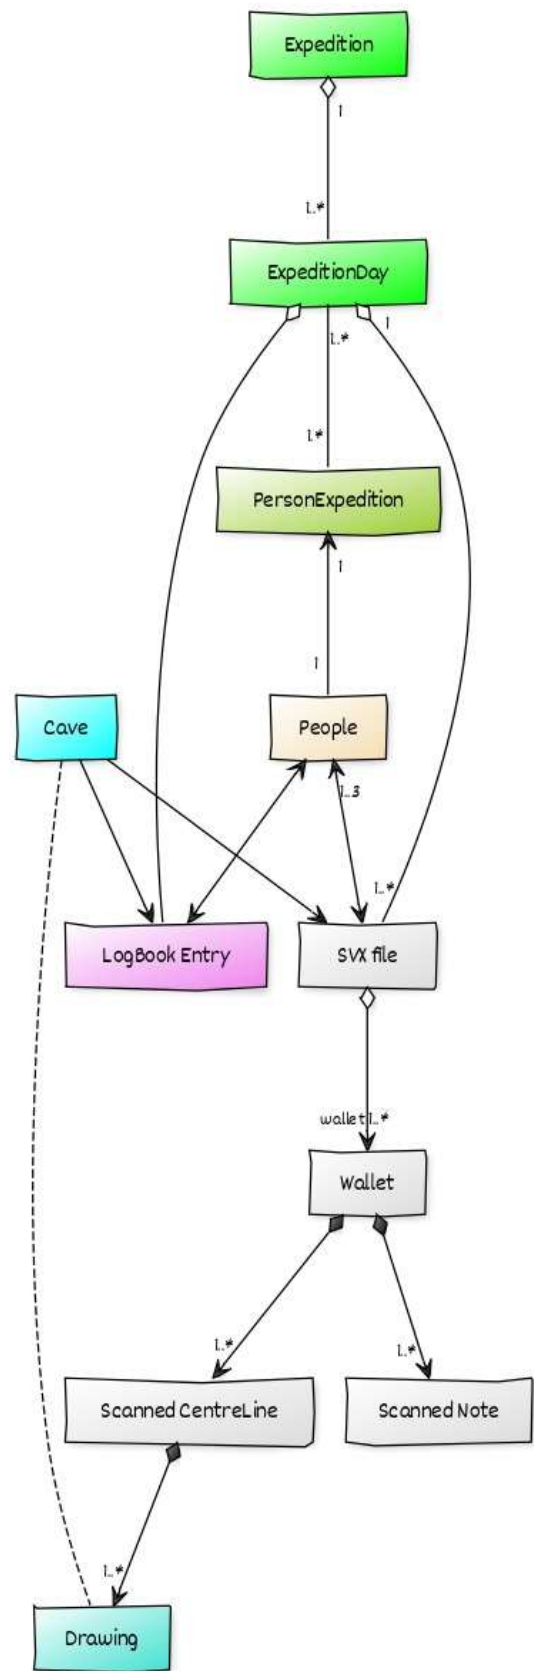 Expedition
1
1..*
ExpeditionDay
1..*
1
1..*
PersonExpedition
1
1
Cave
People
1..3
1..*
LogBook Entry
SVX file
wallet 1..*
Wallet
1..*
1..*
Scanned CentreLine
Scanned Note
1..*
Drawing